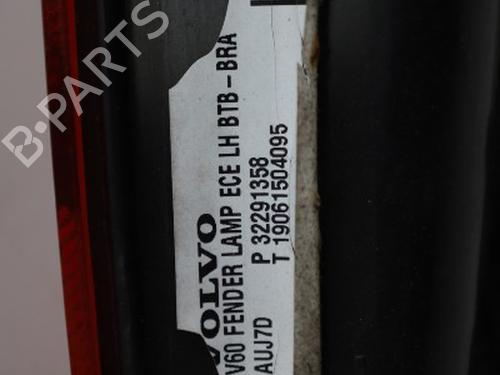 B-PARTS
VOLVO
V60 FENDER LAMP ECE LH BTB-BRA
P 32291358
T 19061504095
AUJ7D